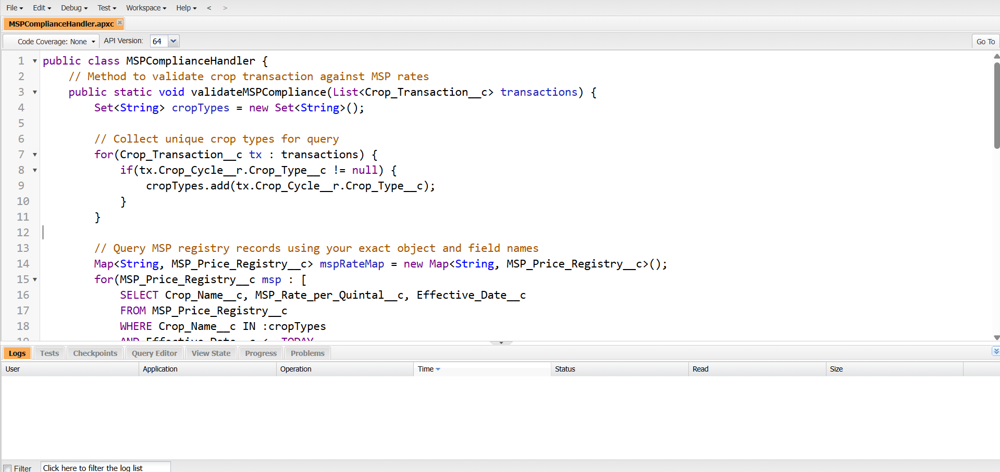 File Edit Debug Test Workspace Help < >
MSPComplianceHandler.apxc
Code Coverage: None API Version: 64 Go To
1 public class MSPComplianceHandler {
2 // Method to validate crop transaction against MSP rates
3 public static void validateMSPCompliance(List<Crop_Transaction__c> transactions) {
4 Set<String> cropTypes = new Set<String>();
5
6 // Collect unique crop types for query
7 for(Crop_Transaction__c tx : transactions) {
8 if(tx.Crop_Cycle__r.Crop_Type__c != null) {
9 cropTypes.add(tx.Crop_Cycle__r.Crop_Type__c);
10 }
11 }
12
13 // Query MSP registry records using your exact object and field names
14 Map<String, MSP_Price_Registry__c> mspRateMap = new Map<String, MSP_Price_Registry__c>();
15 for(MSP_Price_Registry__c msp : [
16 SELECT Crop_Name__c, MSP_Rate_per_Quintal__c, Effective_Date__c
17 FROM MSP_Price_Registry__c
18 WHERE Crop_Name__c IN :cropTypes
19 AND Effective_Date__c <= TODAY
Logs Tests Checkpoints Query Editor View State Progress Problems
User Application Operation Time Status Read Size
Filter Click here to filter the log list